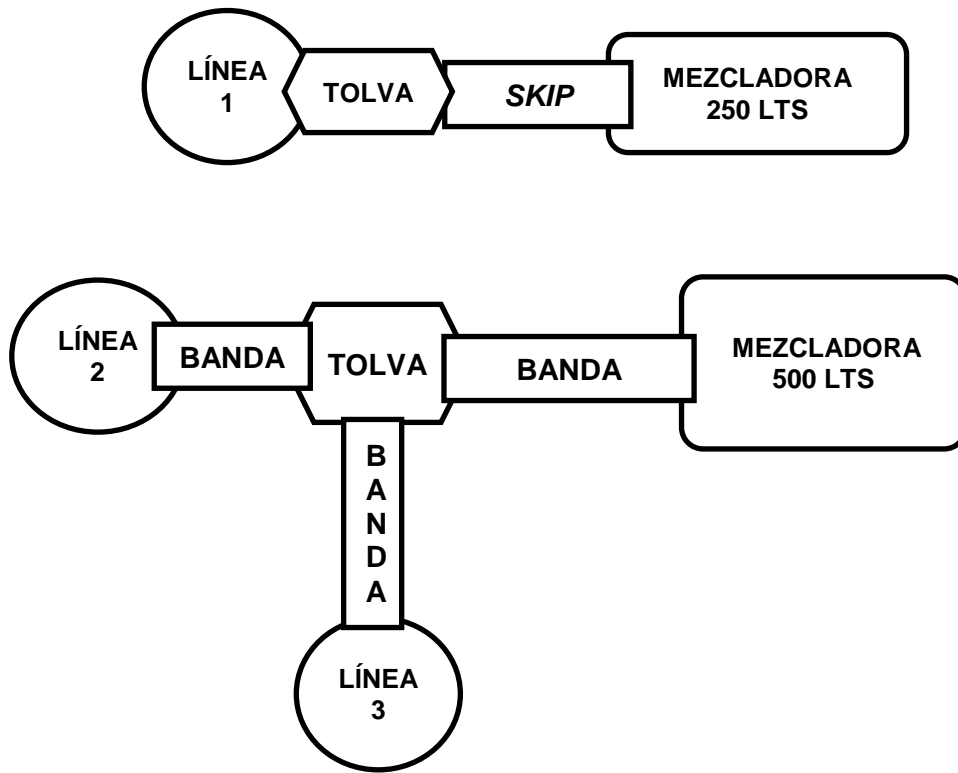 LÍNEA
1
TOLVA
SKIP
MEZCLADORA
250 LTS
LÍNEA
2
BANDA
TOLVA
BANDA
MEZCLADORA
500 LTS
B
A
N
D
A
LÍNEA
3